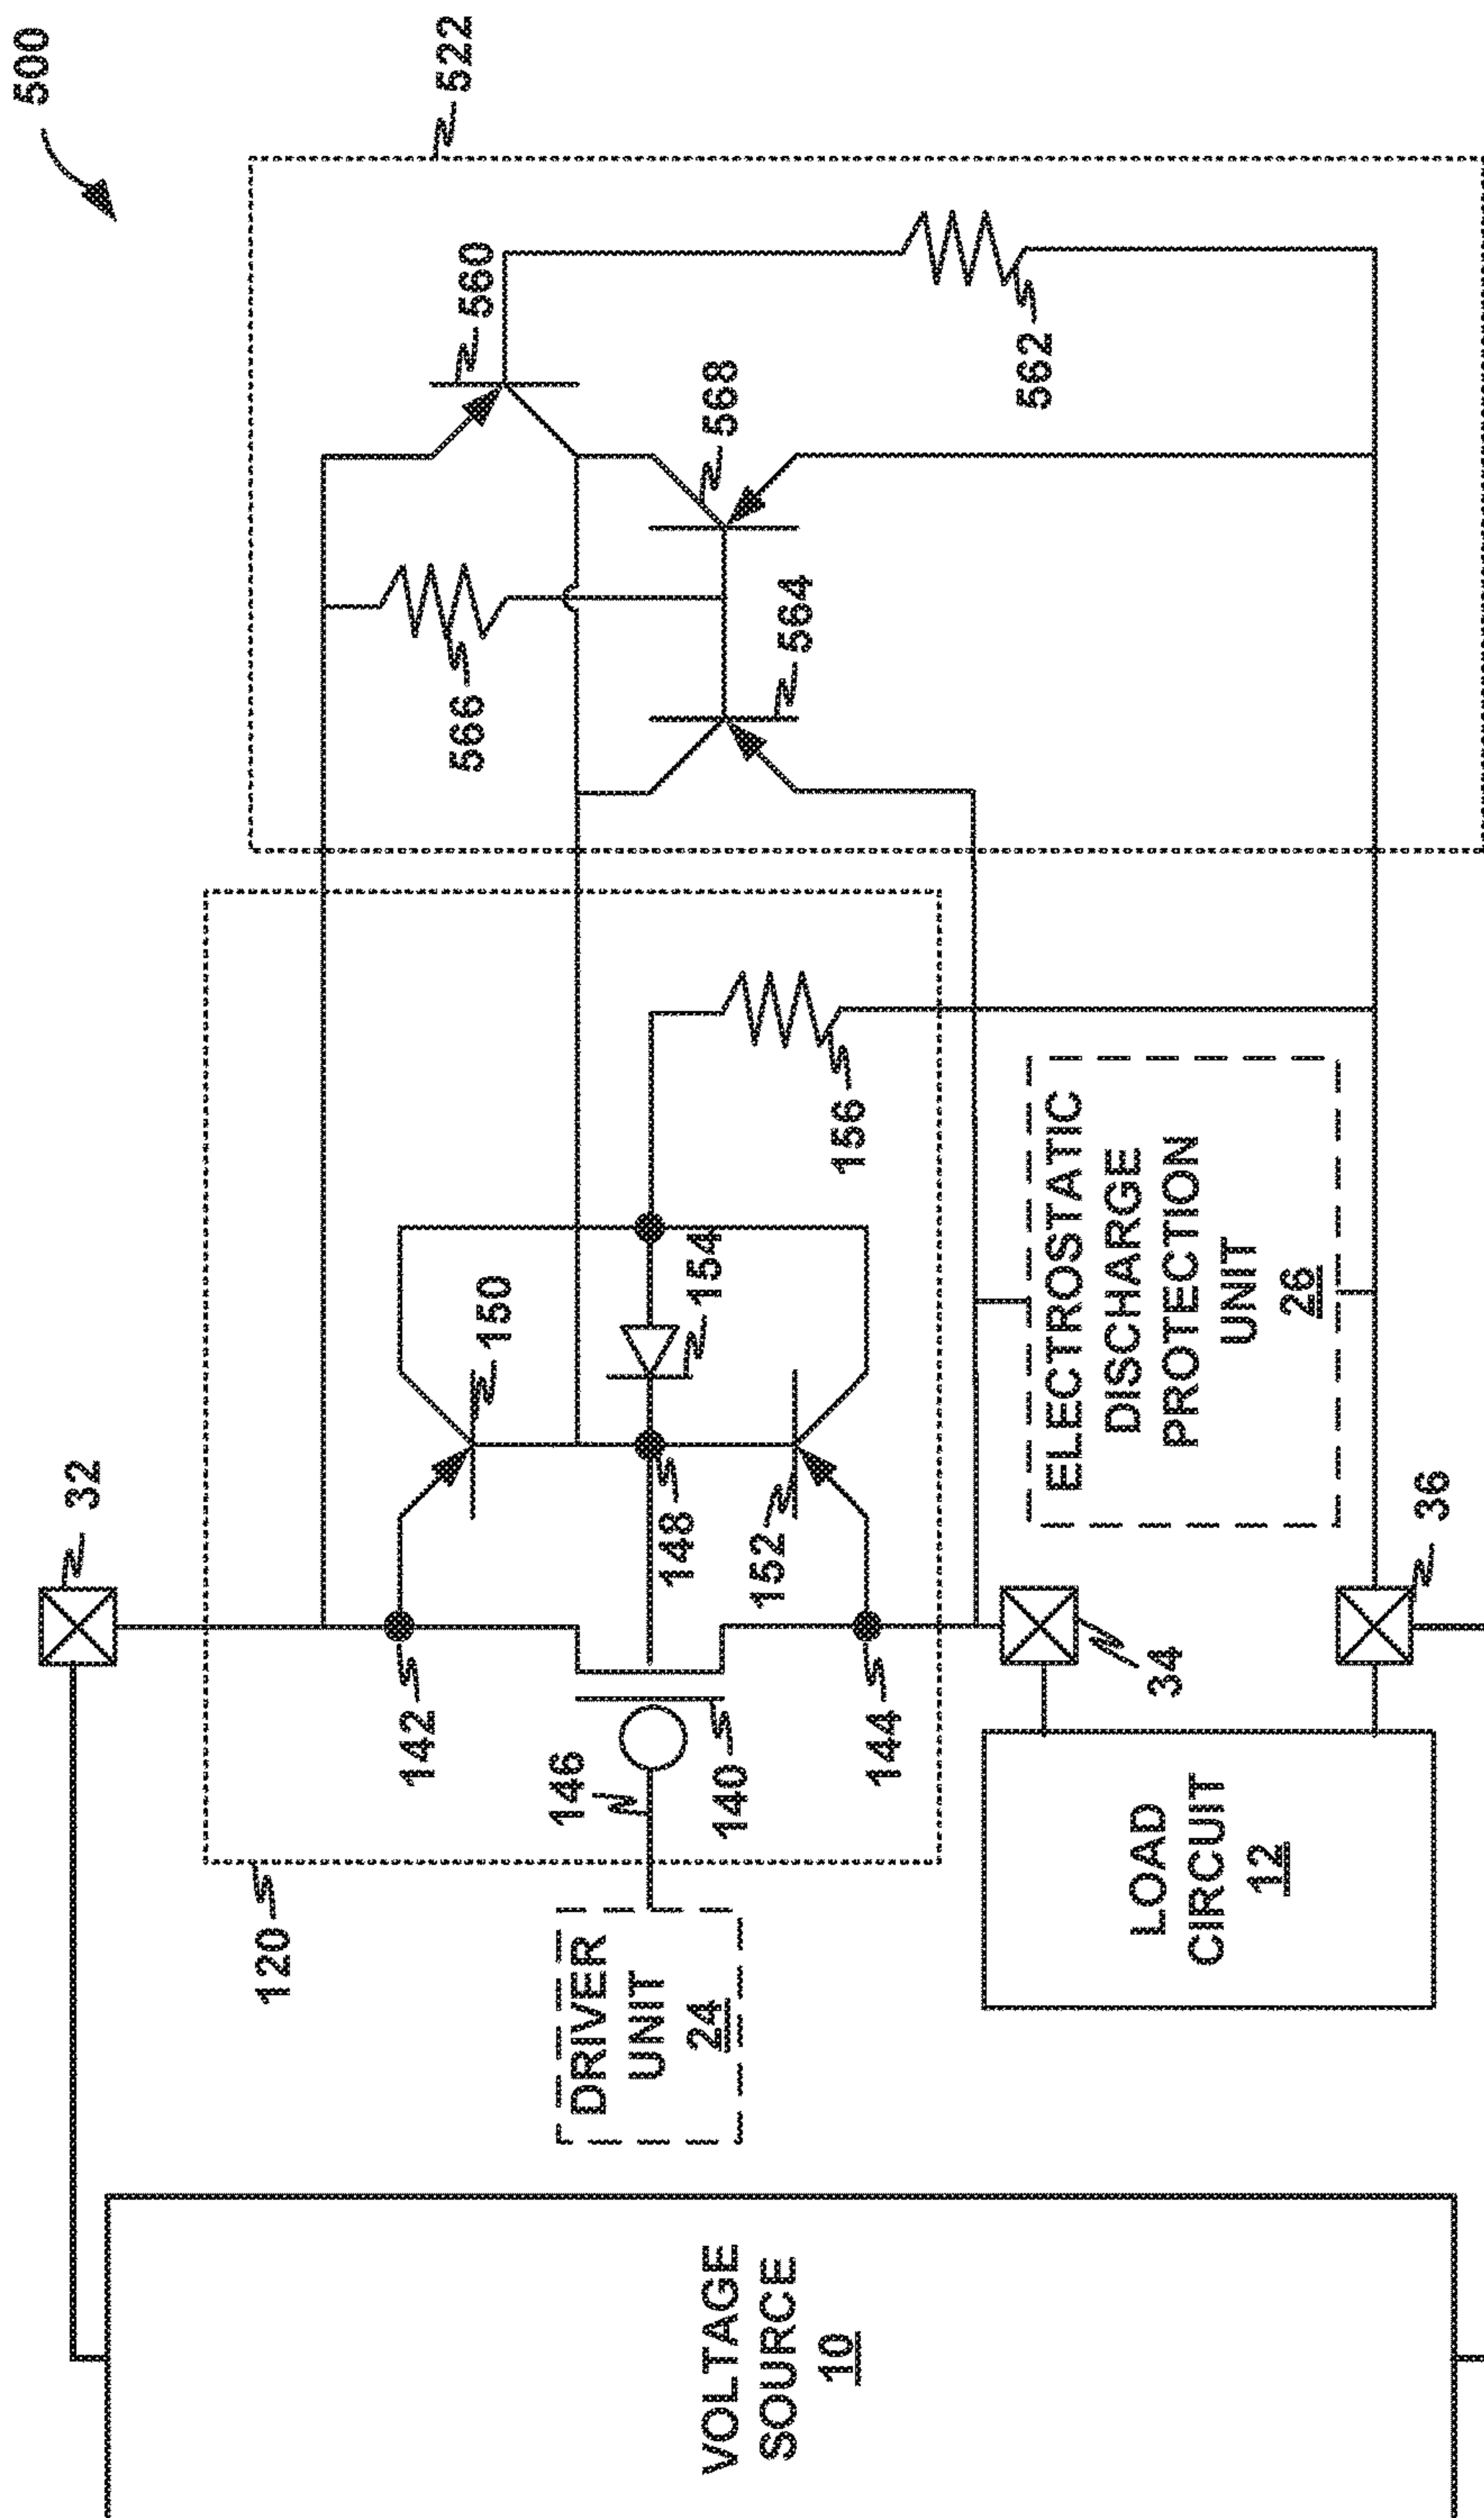 500
522
32
560
562
568
566
564
142
150
154
156
148
152
120
146
140
144
34
36
DRIVER
UNIT
24
ELECTROSTATIC
DISCHARGE
PROTECTION
UNIT
26
LOAD
CIRCUIT
12
VOLTAGE
SOURCE
10